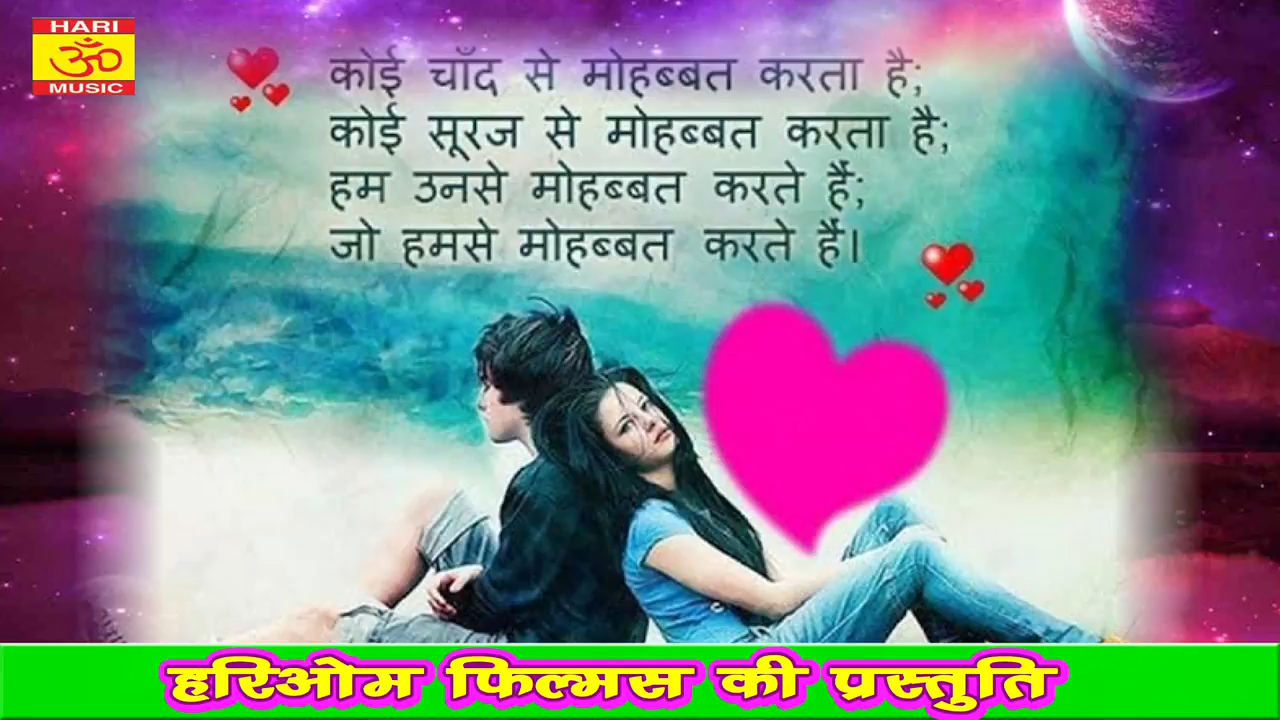 HARI
ॐ
MUSIC
कोई चाँद से मोहब्बत करता है;
कोई सूरज से मोहब्बत करता है;
हम उनसे मोहब्बत करते हैं;
जो हमसे मोहब्बत करते हैं।
हरिओम फिल्मस की प्रस्तुति